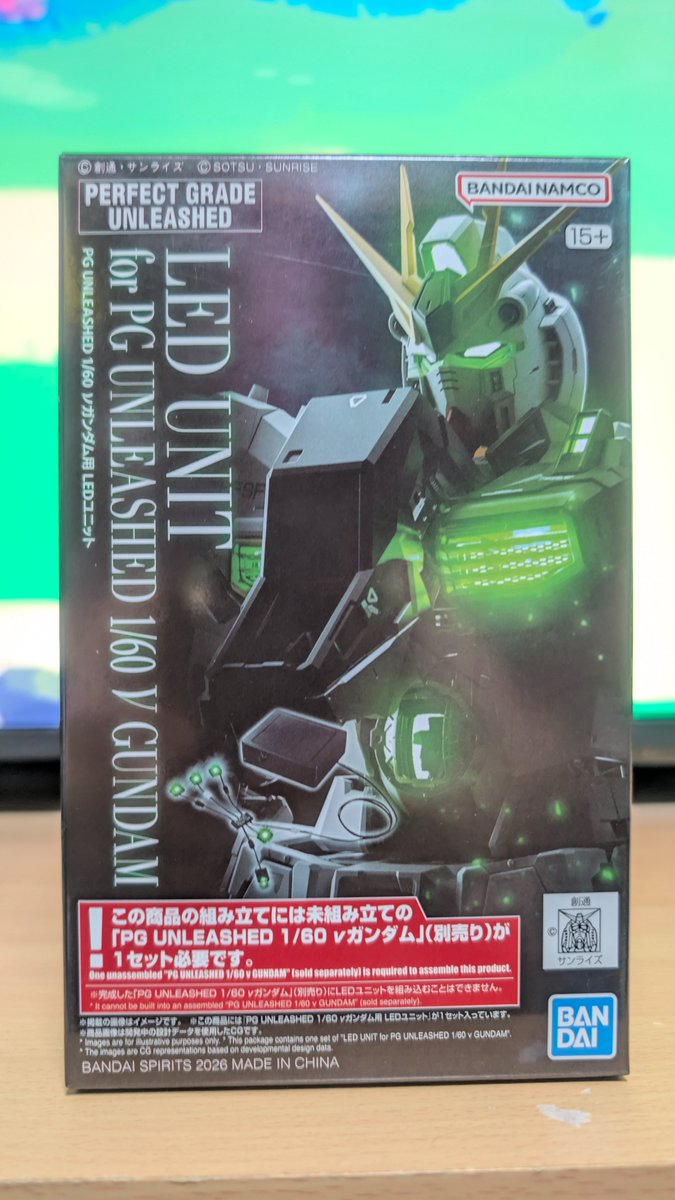 ©創通・サンライズ ©SOTSU・SUNRISE
PERFECT GRADE
UNLEASHED
BANDAI NAMCO
15+
LED UNIT
for PG UNLEASHED 1/60 ν GUNDAM
PG UNLEASHED 1/60 νガンダム用 LEDユニット
!
この商品の組み立てには未組み立ての
「PG UNLEASHED 1/60 νガンダム」(別売り)が
1セット必要です。
One unassembled "PG UNLEASHED 1/60 ν GUNDAM" (sold separately) is required to assemble this product.
※完成した「PG UNLEASHED 1/60 νガンダム」(別売り)にLEDユニットを組み込むことはできません。
* It cannot be built into an assembled "PG UNLEASHED 1/60 ν GUNDAM" (sold separately).
創通
©
サンライズ
※掲載の画像はイメージです。 ※この商品には「PG UNLEASHED 1/60 νガンダム用 LEDユニット」が1セット入っています。
※商品画像は開発中の設計データを使用したCGです。
* Images are for illustrative purposes only. * This package contains one set of "LED UNIT for PG UNLEASHED 1/60 ν GUNDAM".
* The images are CG representations based on developmental design data.
BANDAI SPIRITS 2026 MADE IN CHINA
BAN
DAI